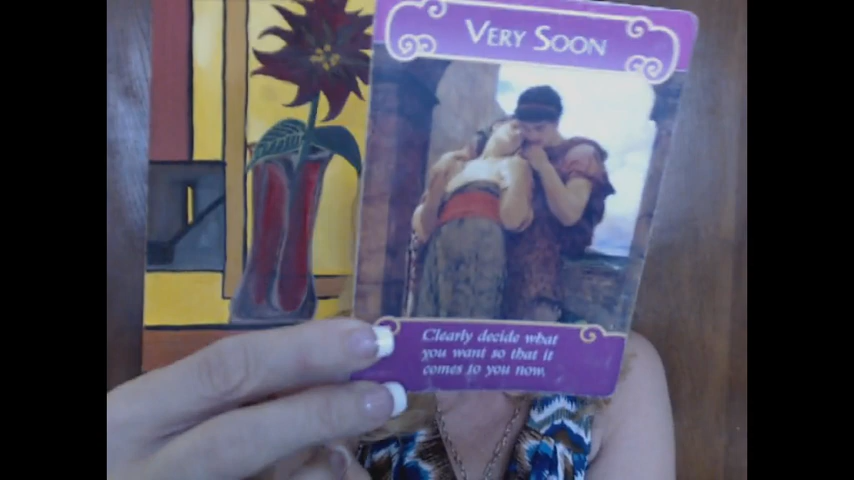 VERY SOON
Clearly decide what
you want so that it
comes to you now.